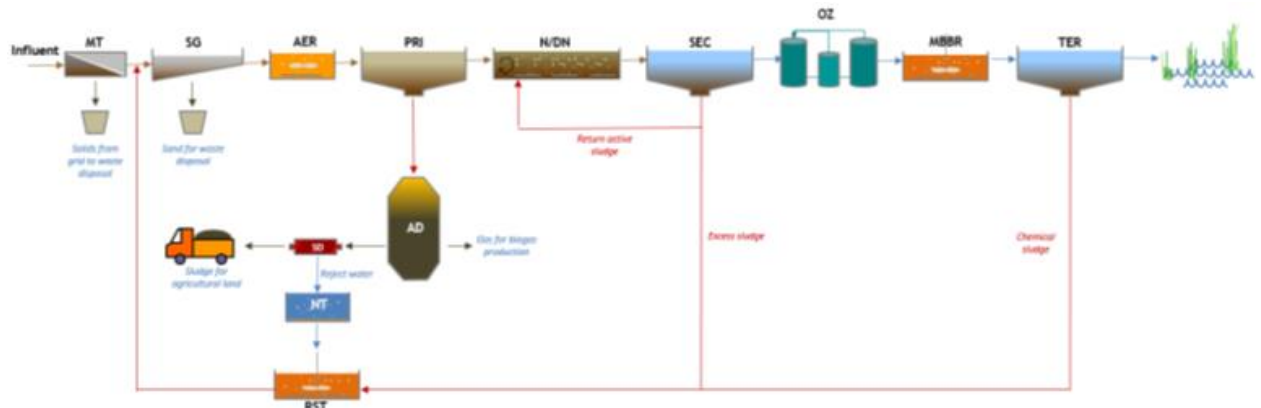 OZ
Influent
MT
SG
AER
PRI
N/DN
SEC
MBBR
TER
Solids from
grid to waste
disposal
Sand for waste
disposal
Return active
sludge
AD
Gas for biogas
production
SD
Sludge for
agricultural land
Reject water
NT
Excess sludge
Chemical
sludge
RST